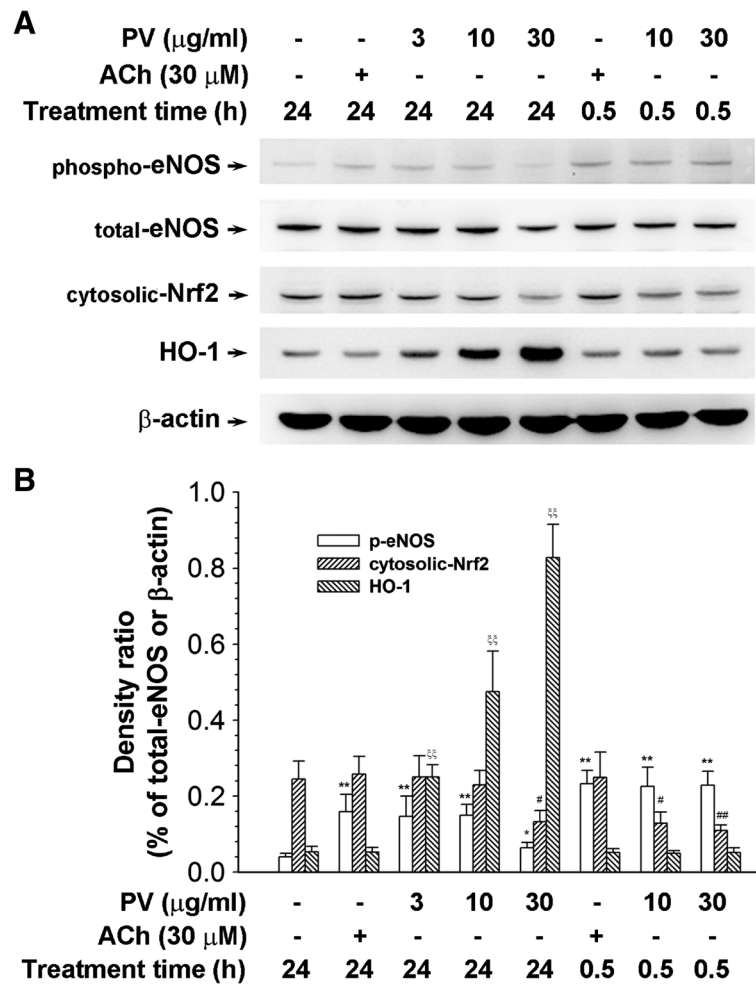 A
PV (μg/ml) - - 3 10 30 - 10 30
ACh (30 μM) - + - - - + - -
Treatment time (h) 24 24 24 24 24 0.5 0.5 0.5
phospho-eNOS
total-eNOS
cytosolic-Nrf2
HO-1
β-actin
B
Density ratio
(% of total-eNOS or β-actin)
1.0
0.8
0.6
0.4
0.2
0.0
p-eNOS
cytosolic-Nrf2
HO-1
** ** ξξ ** ξξ * # ξξ ** ** # ** ##
PV (μg/ml) - - 3 10 30 - 10 30
ACh (30 μM) - + - - - + - -
Treatment time (h) 24 24 24 24 24 0.5 0.5 0.5